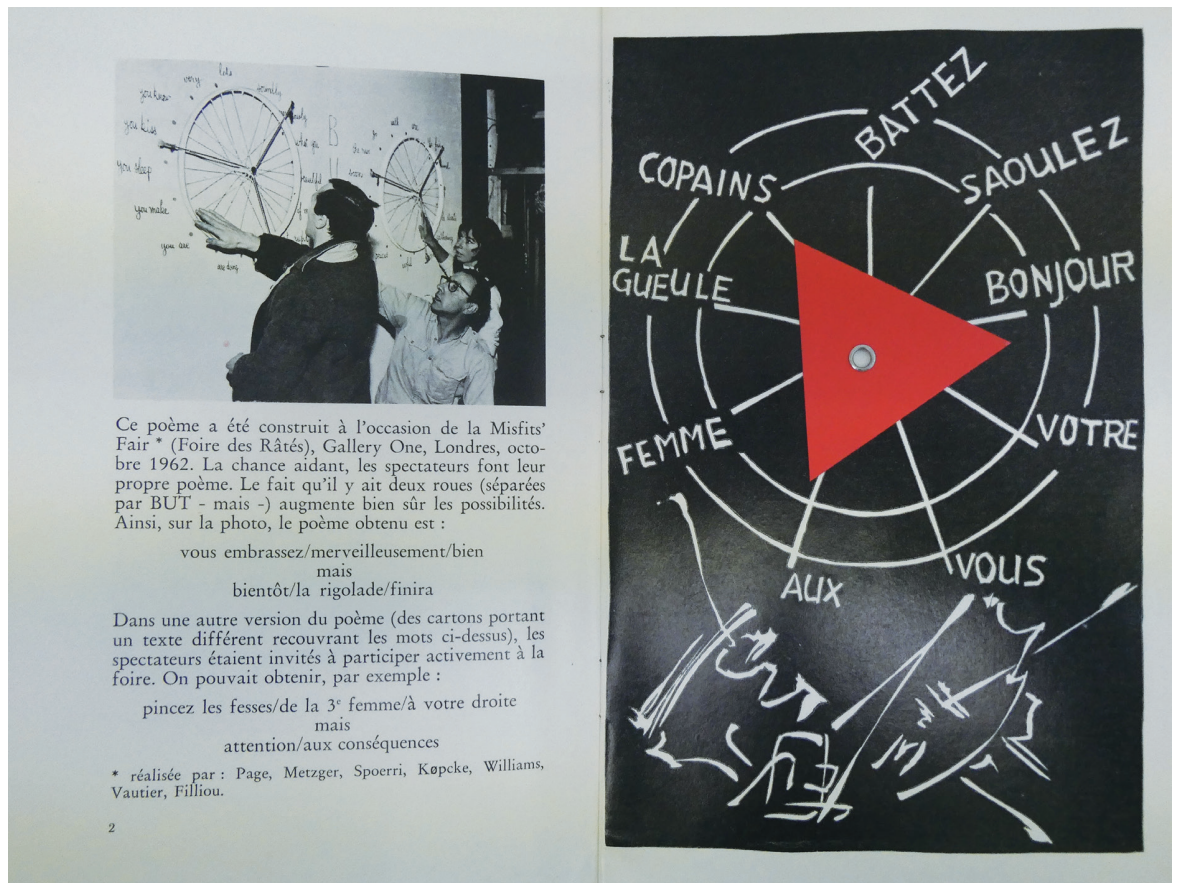 lets
very
you know
you kiss
you sleep
you make
you are
B
U
Ce poème a été construit à l'occasion de la Misfits'
Fair * (Foire des Râtés), Gallery One, Londres, octo-
bre 1962. La chance aidant, les spectateurs font leur
propre poème. Le fait qu'il y ait deux roues (séparées
par BUT - mais -) augmente bien sûr les possibilités.
Ainsi, sur la photo, le poème obtenu est :
vous embrassez/merveilleusement/bien
mais
bientôt/la rigolade/finira
Dans une autre version du poème (des cartons portant
un texte différent recouvrant les mots ci-dessus), les
spectateurs étaient invités à participer activement à la
foire. On pouvait obtenir, par exemple :
pincez les fesses/de la 3e femme/à votre droite
mais
attention/aux conséquences
* réalisée par : Page, Metzger, Spoerri, Køpcke, Williams,
Vautier, Filliou.
2
BATTEZ
SAOULEZ
BONJOUR
VOTRE
VOUS
AUX
FEMME
LA
GUEULE
COPAINS